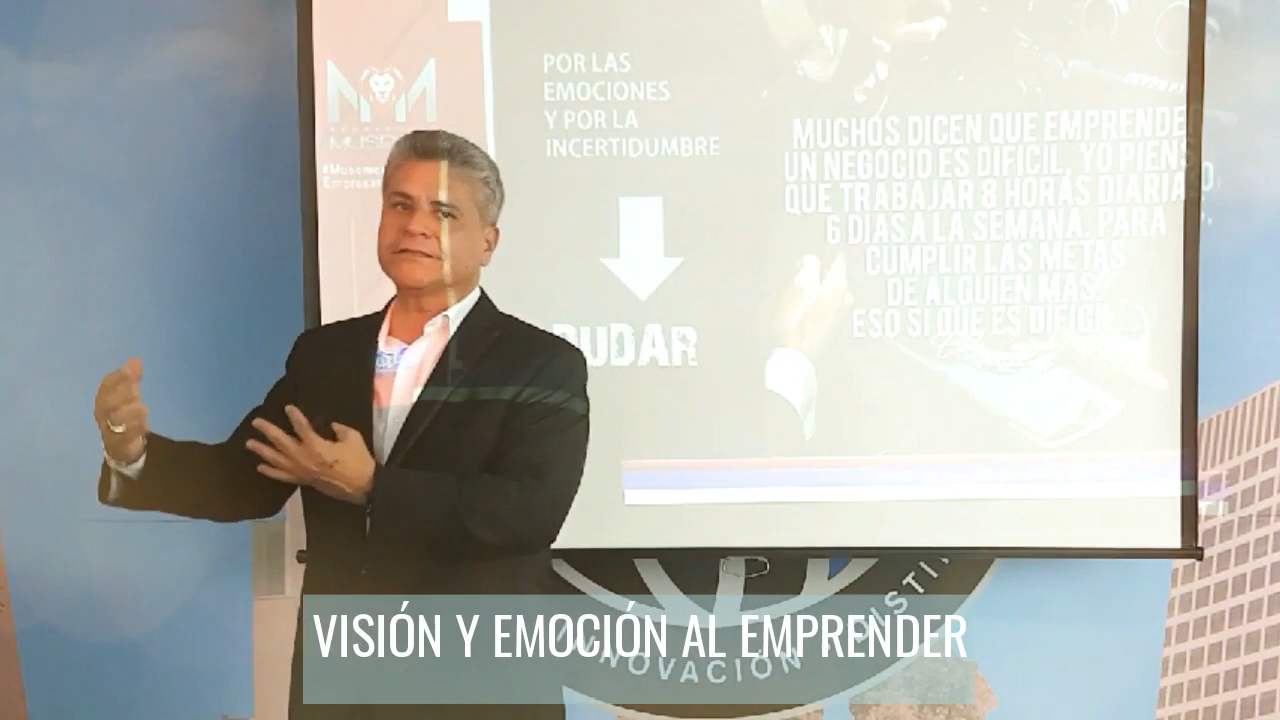 POR LAS
EMOCIONES
Y POR LA
INCERTIDUMBRE
DUDAR
MUCHOS DICEN QUE EMPRENDE
UN NEGOCIO ES DIFICIL, YO PIENS
QUE TRABAJAR 8 HORAS DIARIA
6 DIAS A LA SEMANA, PARA
CUMPLIR LAS METAS
DE ALGUIEN MAS
ESO SI QUE ES DIFICIL
VISIÓN Y EMOCIÓN AL EMPRENDER
INNOVACIÓN